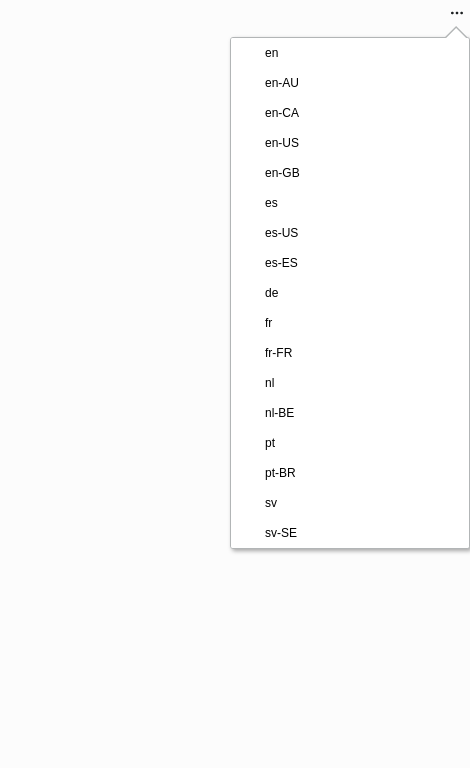 en
en-AU
en-CA
en-US
en-GB
es
es-US
es-ES
de
fr
fr-FR
nl
nl-BE
pt
pt-BR
sv
sv-SE